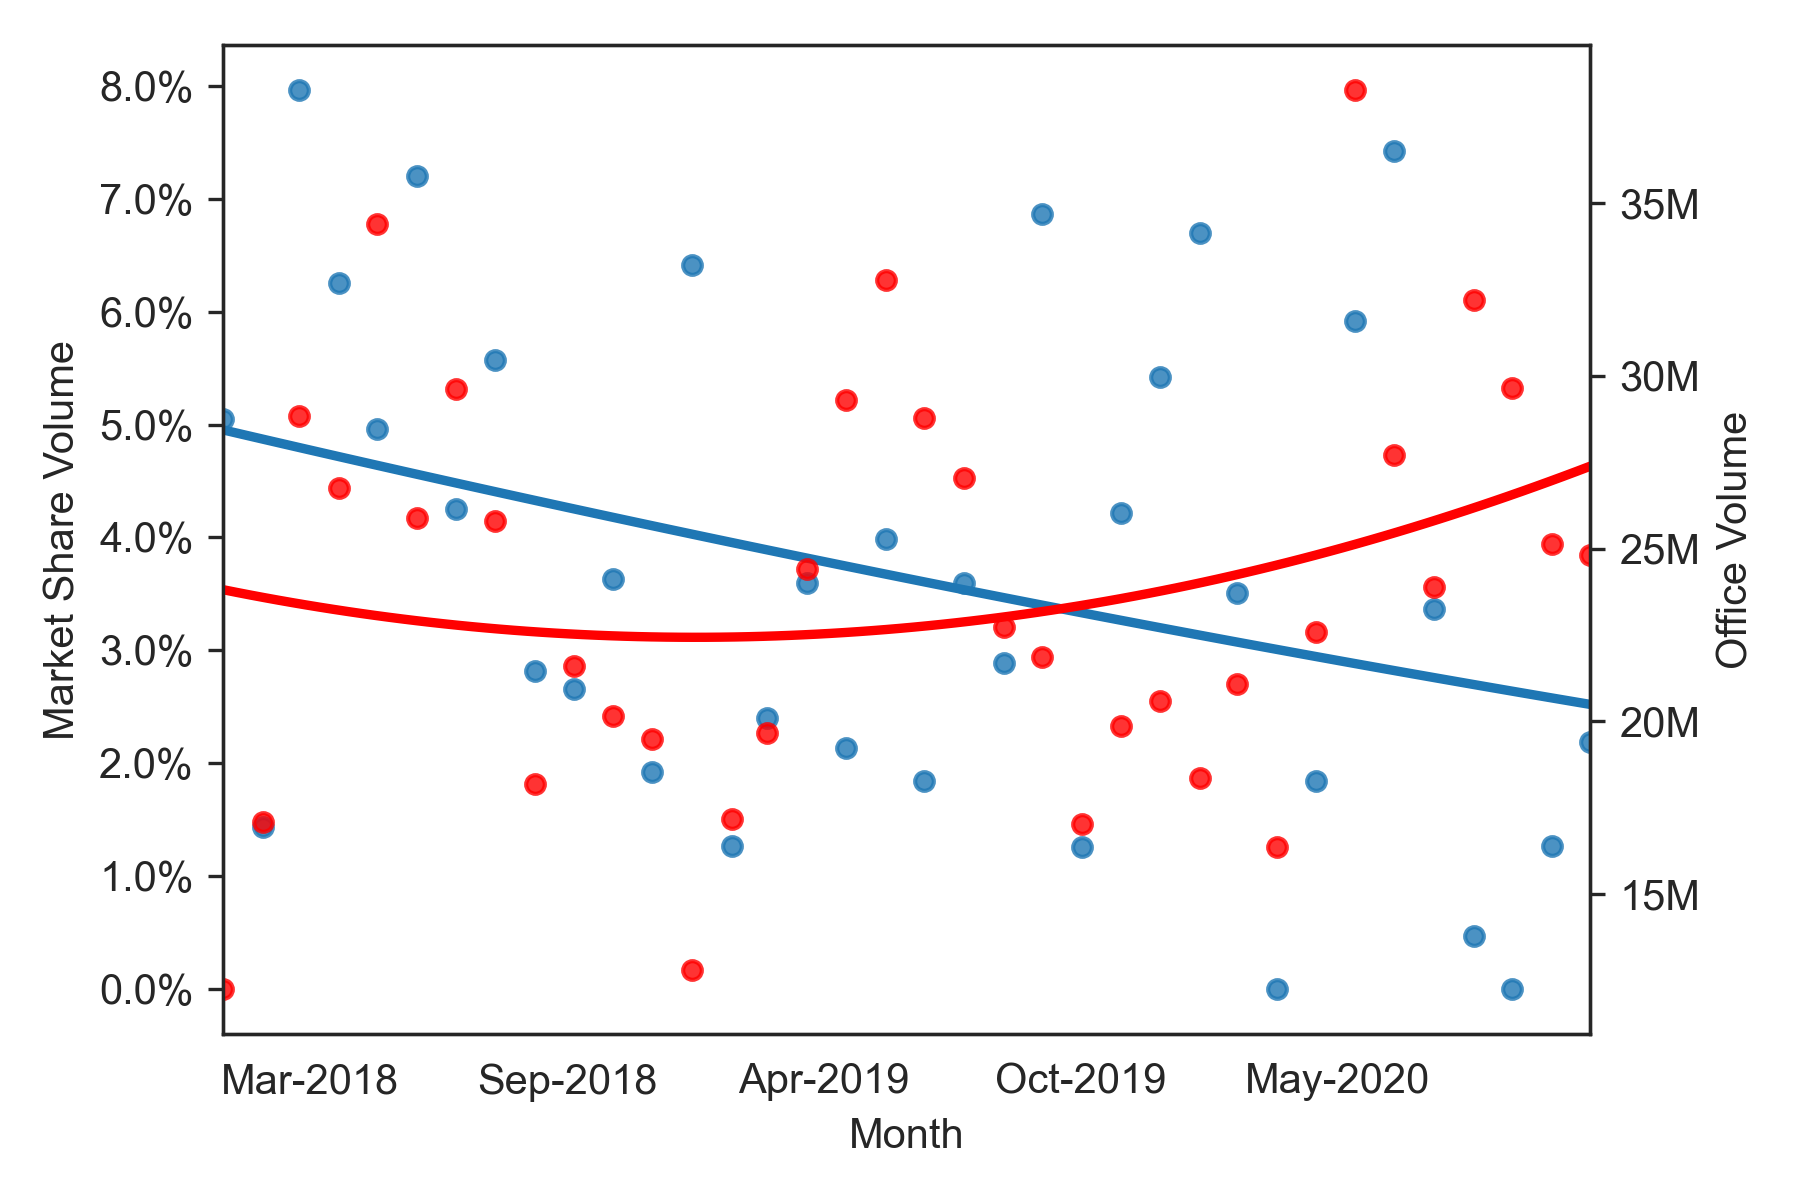 8.0%
7.0%
6.0%
5.0%
4.0%
3.0%
2.0%
1.0%
0.0%
Market Share Volume
35M
30M
25M
20M
15M
Office Volume
Mar-2018 Sep-2018 Apr-2019 Oct-2019 May-2020
Month